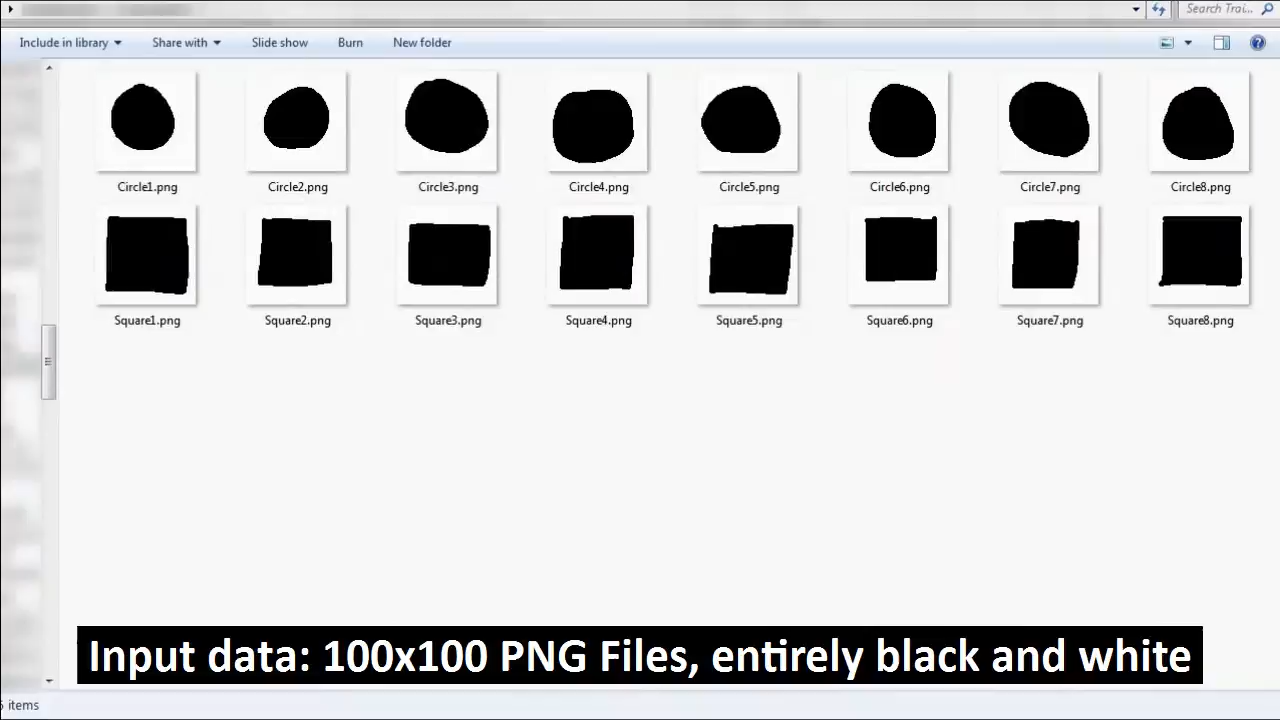 Search Trai...
Include in library Share with Slide show Burn New folder
Circle1.png Circle2.png Circle3.png Circle4.png Circle5.png Circle6.png Circle7.png Circle8.png
Square1.png Square2.png Square3.png Square4.png Square5.png Square6.png Square7.png Square8.png
Input data: 100x100 PNG Files, entirely black and white
items